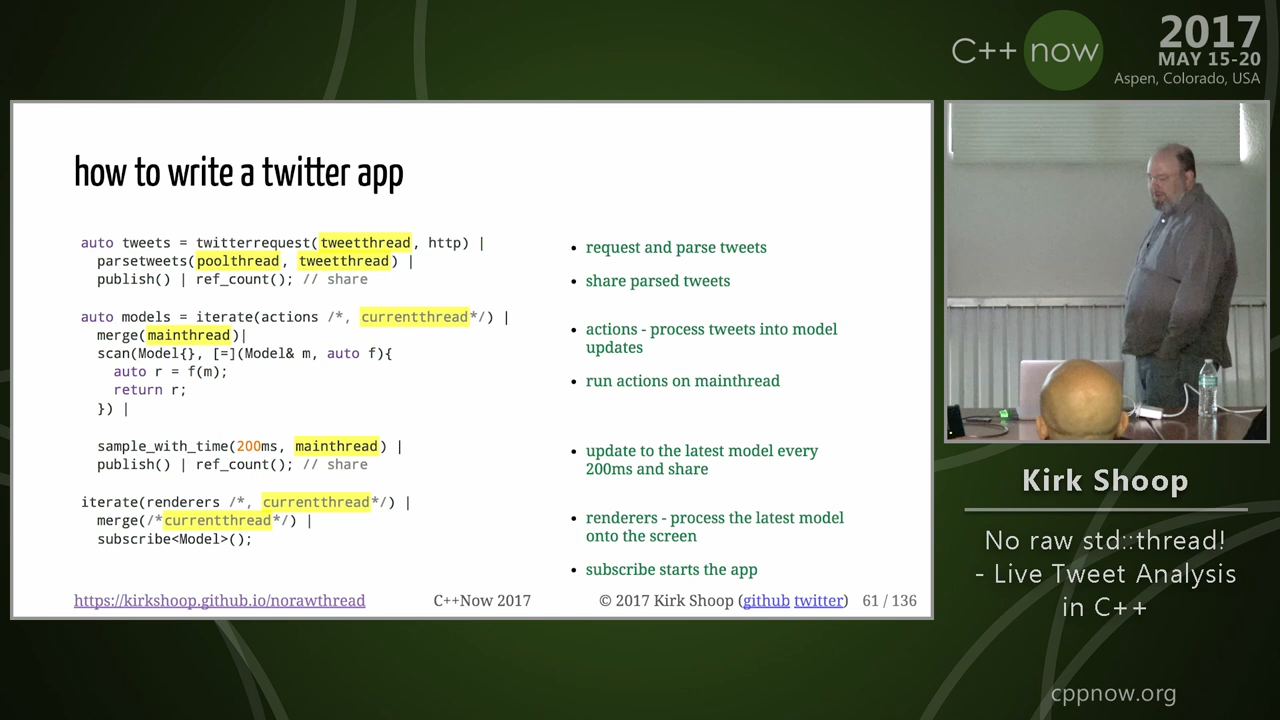 C++ now
2017
MAY 15-20
Aspen, Colorado, USA
how to write a twitter app
auto tweets = twitterrequest(tweetthread, http) |
parsetweets(poolthread, tweetthread) |
publish() | ref_count(); // share
auto models = iterate(actions /*, currentthread*/) |
merge(mainthread)|
scan(Model{}, [=](Model& m, auto f){
auto r = f(m);
return r;
}) |
sample_with_time(200ms, mainthread) |
publish() | ref_count(); // share
iterate(renderers /*, currentthread*/) |
merge(/*currentthread*/) |
subscribe<Model>();
• request and parse tweets
• share parsed tweets
• actions - process tweets into model
updates
• run actions on mainthread
• update to the latest model every
200ms and share
• renderers - process the latest model
onto the screen
• subscribe starts the app
https://kirkshoop.github.io/norawthread
C++Now 2017
© 2017 Kirk Shoop (github twitter)
61 / 136
Kirk Shoop
No raw std::thread!
- Live Tweet Analysis
in C++
cppnow.org